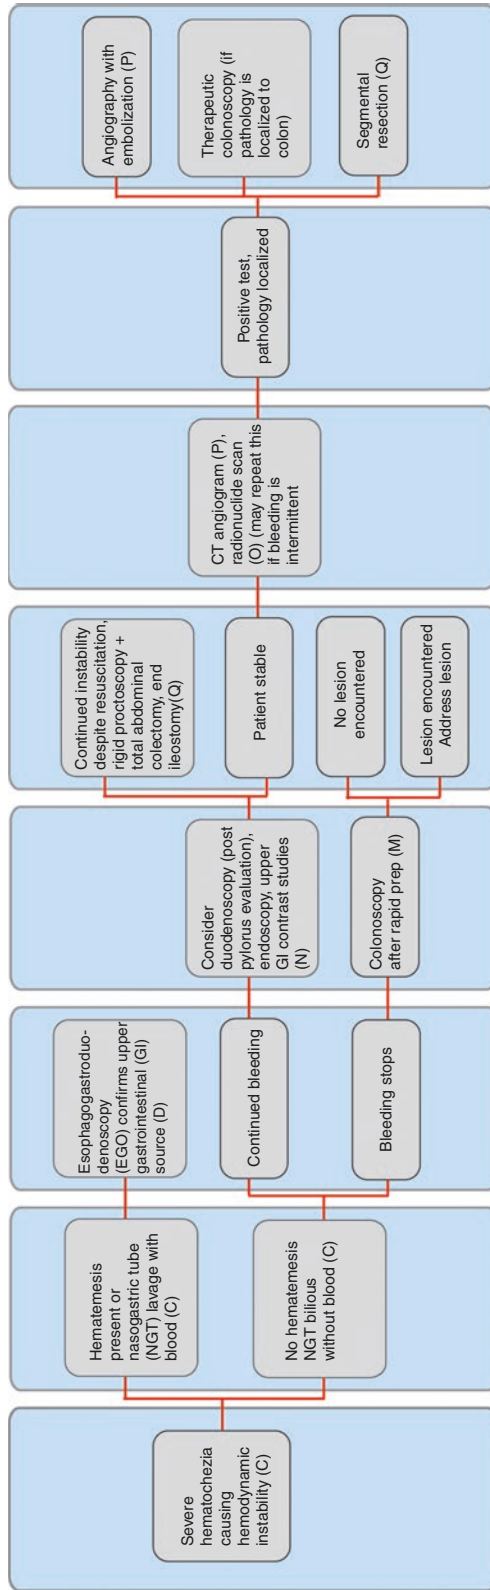 Severe hematochezia
causing
hemodynamic
instability (C)
Hematemesis
present or
nasogastric tube
(NGT) lavage with
blood (C)
No hematemesis
NGT bilious
without blood (C)
Esophagogastroduo-
denoscopy
(EGO) confirms upper
gastrointestinal (GI)
source (D)
Continued bleeding
Bleeding stops
Consider
duodenoscopy (post
pylorus evaluation),
endoscopy, upper
GI contrast studies
(N)
Colonoscopy
after rapid prep (M)
Continued instability
despite resuscitation,
rigid proctoscopy +
total abdominal
colectomy, end
ileostomy(Q)
Patient stable
No lesion
encountered
Lesion encountered
Address lesion
CT angiogram (P),
radionuclide scan
(O) (may repeat this
if bleeding is
intermittent
Positive test,
pathology localized
Angiography with
embolization (P)
Therapeutic
colonoscopy (if
pathology is
localized to
colon)
Segmental
resection (Q)